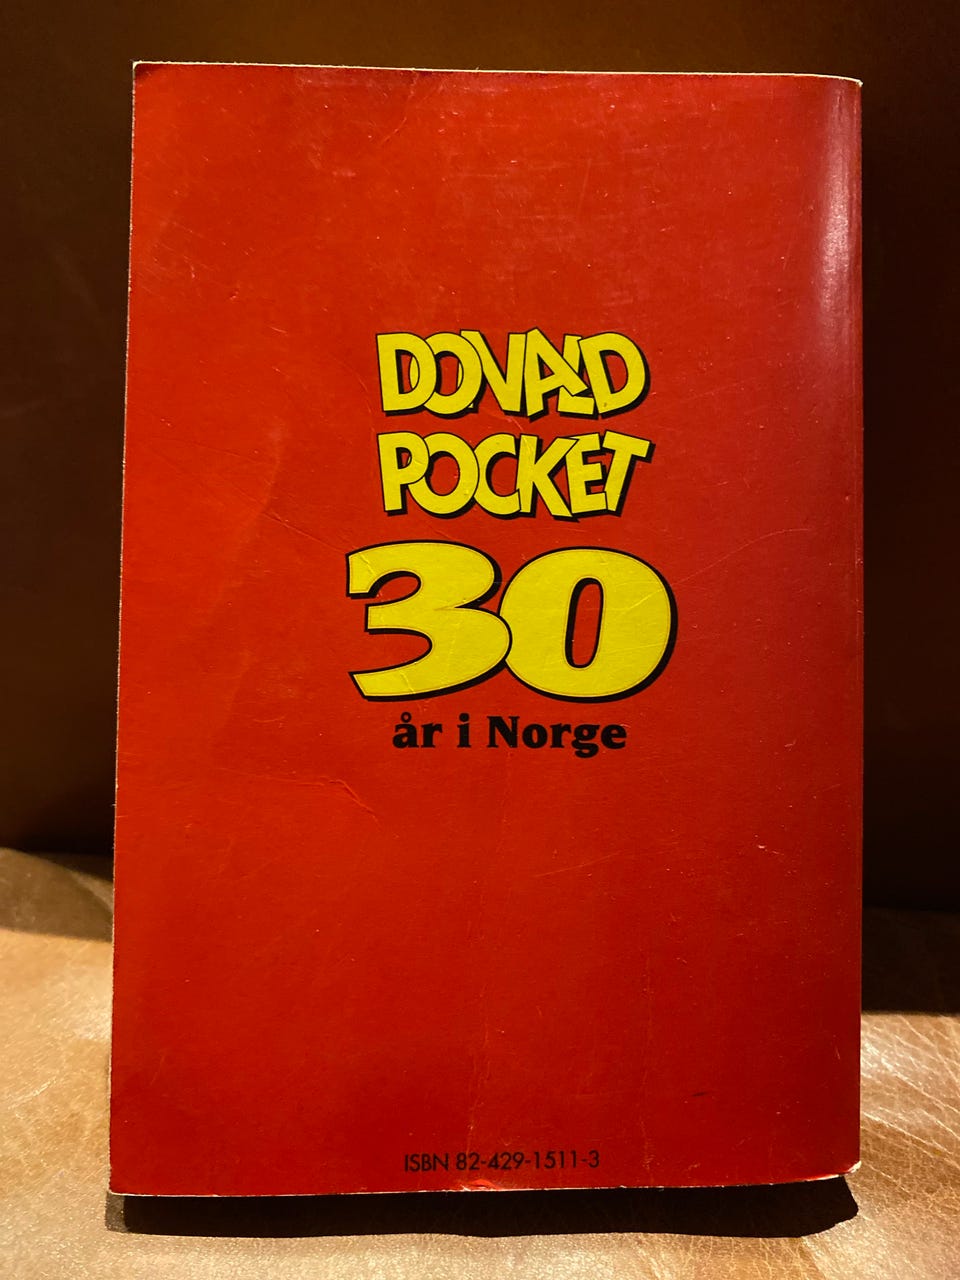 DONALD
POCKET
30
år i Norge
ISBN 82-429-1511-3